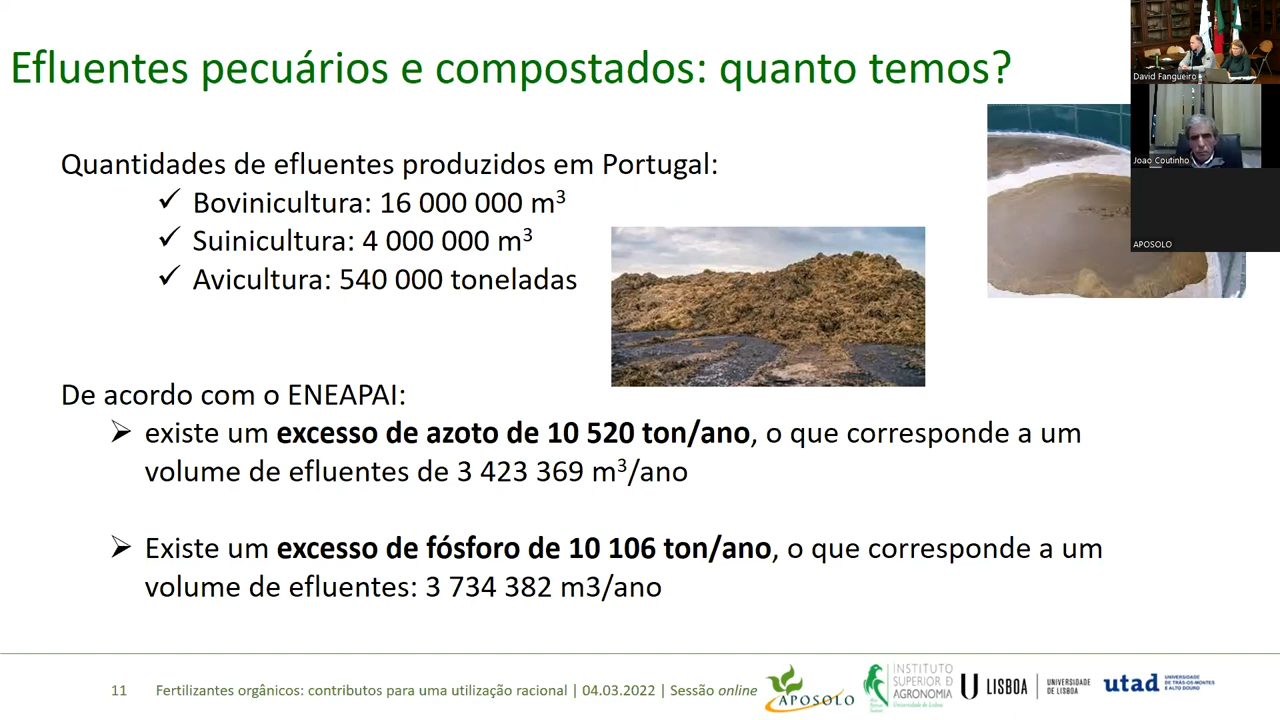 Efluentes pecuários e compostados: quanto temos?
David Fangueiro
Joao Coutinho
APOSOLO
Quantidades de efluentes produzidos em Portugal:
✓ Bovinicultura: 16 000 000 m³
✓ Suinicultura: 4 000 000 m³
✓ Avicultura: 540 000 toneladas
De acordo com o ENEAPAI:
➢ existe um excesso de azoto de 10 520 ton/ano, o que corresponde a um
volume de efluentes de 3 423 369 m³/ano
➢ Existe um excesso de fósforo de 10 106 ton/ano, o que corresponde a um
volume de efluentes: 3 734 382 m3/ano
11 Fertilizantes orgânicos: contributos para uma utilização racional | 04.03.2022 | Sessão online
APOSOLO
INSTITUTO
SUPERIOR D
AGRONOMIA
Universidade de Lisboa
LISBOA
UNIVERSIDADE
DE LISBOA
utad
UNIVERSIDADE
DE TRÁS-OS-MONTES
E ALTO DOURO